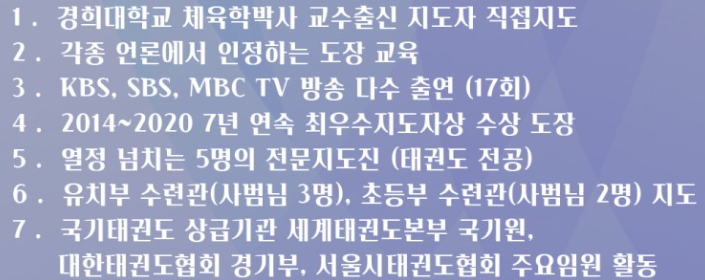 1. 경희대학교 체육학박사 교수출신 지도자 직접지도
2. 각종 언론에서 인정하는 도장 교육
3. KBS, SBS, MBC TV 방송 다수 출연 (17회)
4. 2014~2020 7년 연속 최우수지도자상 수상 도장
5. 열정 넘치는 5명의 전문지도진 (태권도 전공)
6. 유치부 수련관(사범님 3명), 초등부 수련관(사범님 2명) 지도
7. 국기태권도 상급기관 세계태권도본부 국기원,
대한태권도협회 경기부, 서울시태권도협회 주요임원 활동